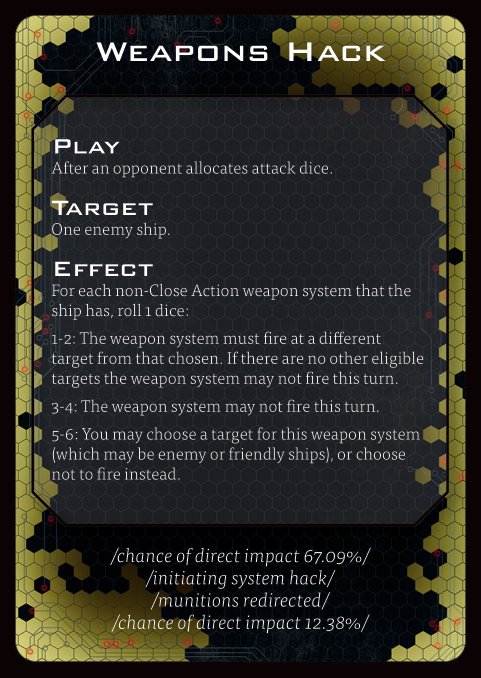 Weapons Hack
Play
After an opponent allocates attack dice.
Target
One enemy ship.
Effect
For each non-Close Action weapon system that the
ship has, roll 1 dice:
1-2: The weapon system must fire at a different
target from that chosen. If there are no other eligible
targets the weapon system may not fire this turn.
3-4: The weapon system may not fire this turn.
5-6: You may choose a target for this weapon system
(which may be enemy or friendly ships), or choose
not to fire instead.
/chance of direct impact 67.09%/
/initiating system hack/
/munitions redirected/
/chance of direct impact 12.38%/